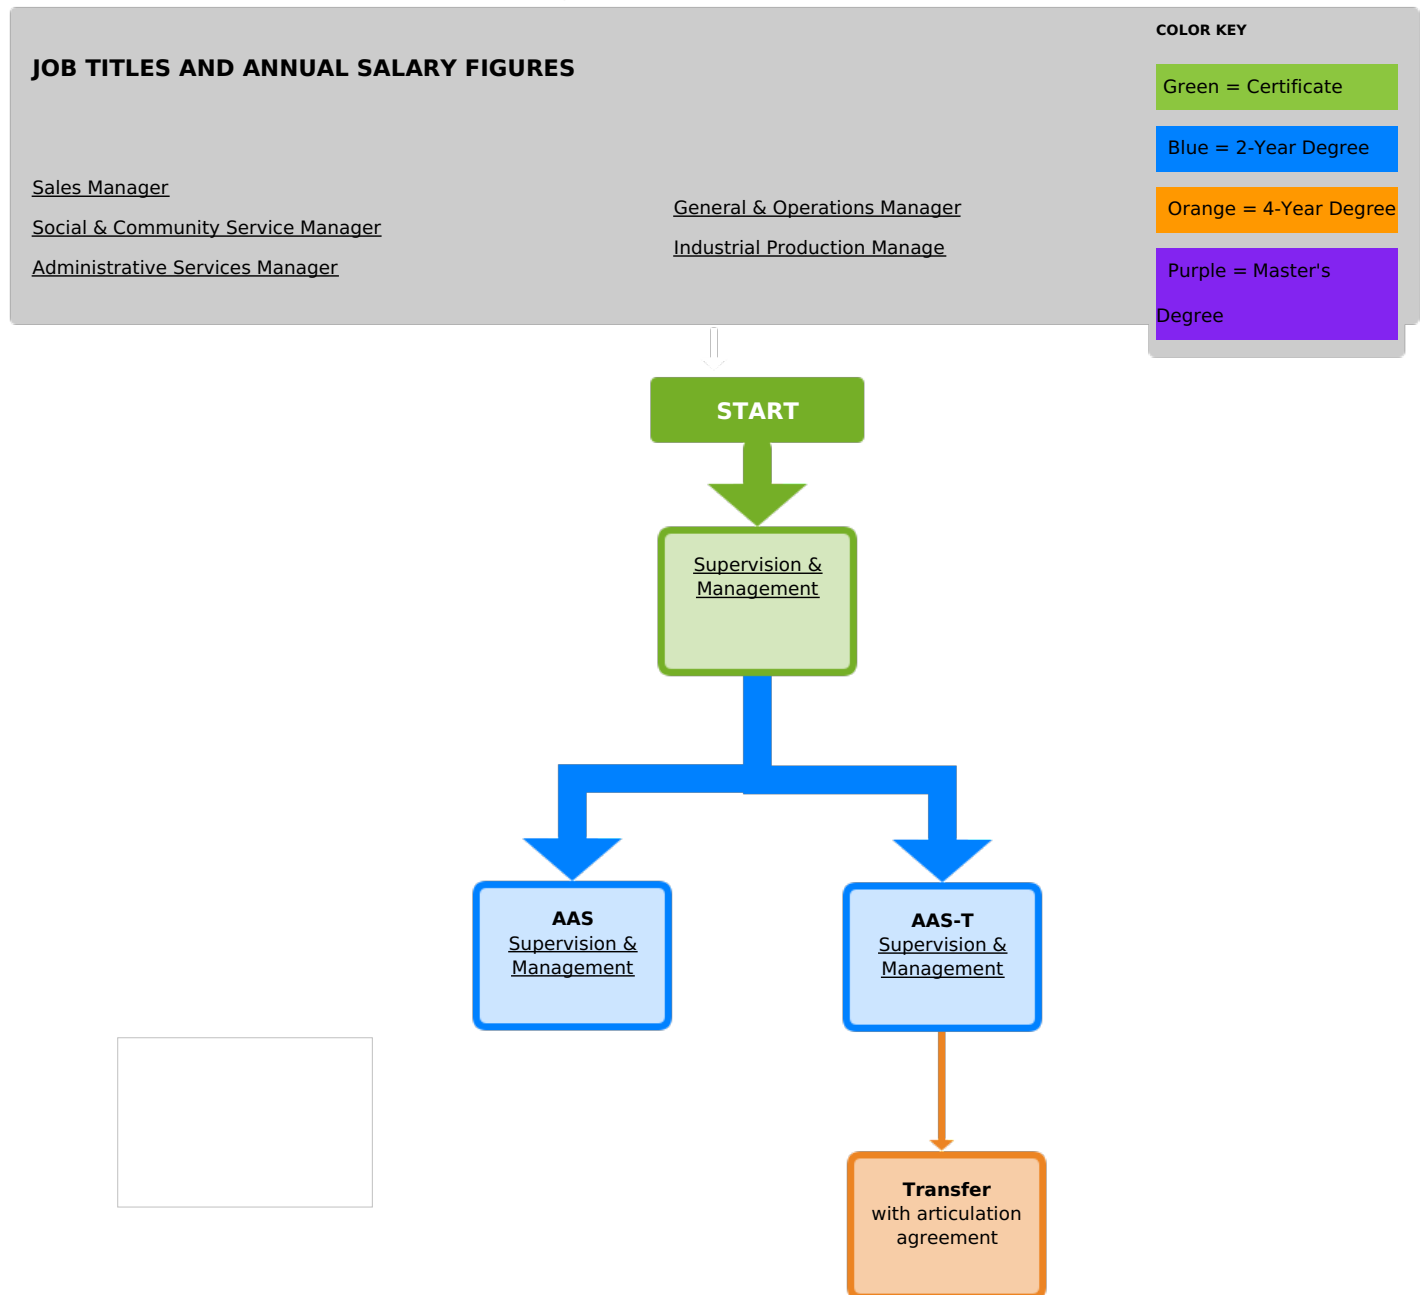 JOB TITLES AND ANNUAL SALARY FIGURES
Sales Manager
Social & Community Service Manager
Administrative Services Manager
General & Operations Manager
Industrial Production Manage
COLOR KEY
Green = Certificate
Blue = 2-Year Degree
Orange = 4-Year Degree
Purple = Master's
Degree
START
Supervision &
Management
AAS
Supervision &
Management
AAS-T
Supervision &
Management
Transfer
with articulation
agreement